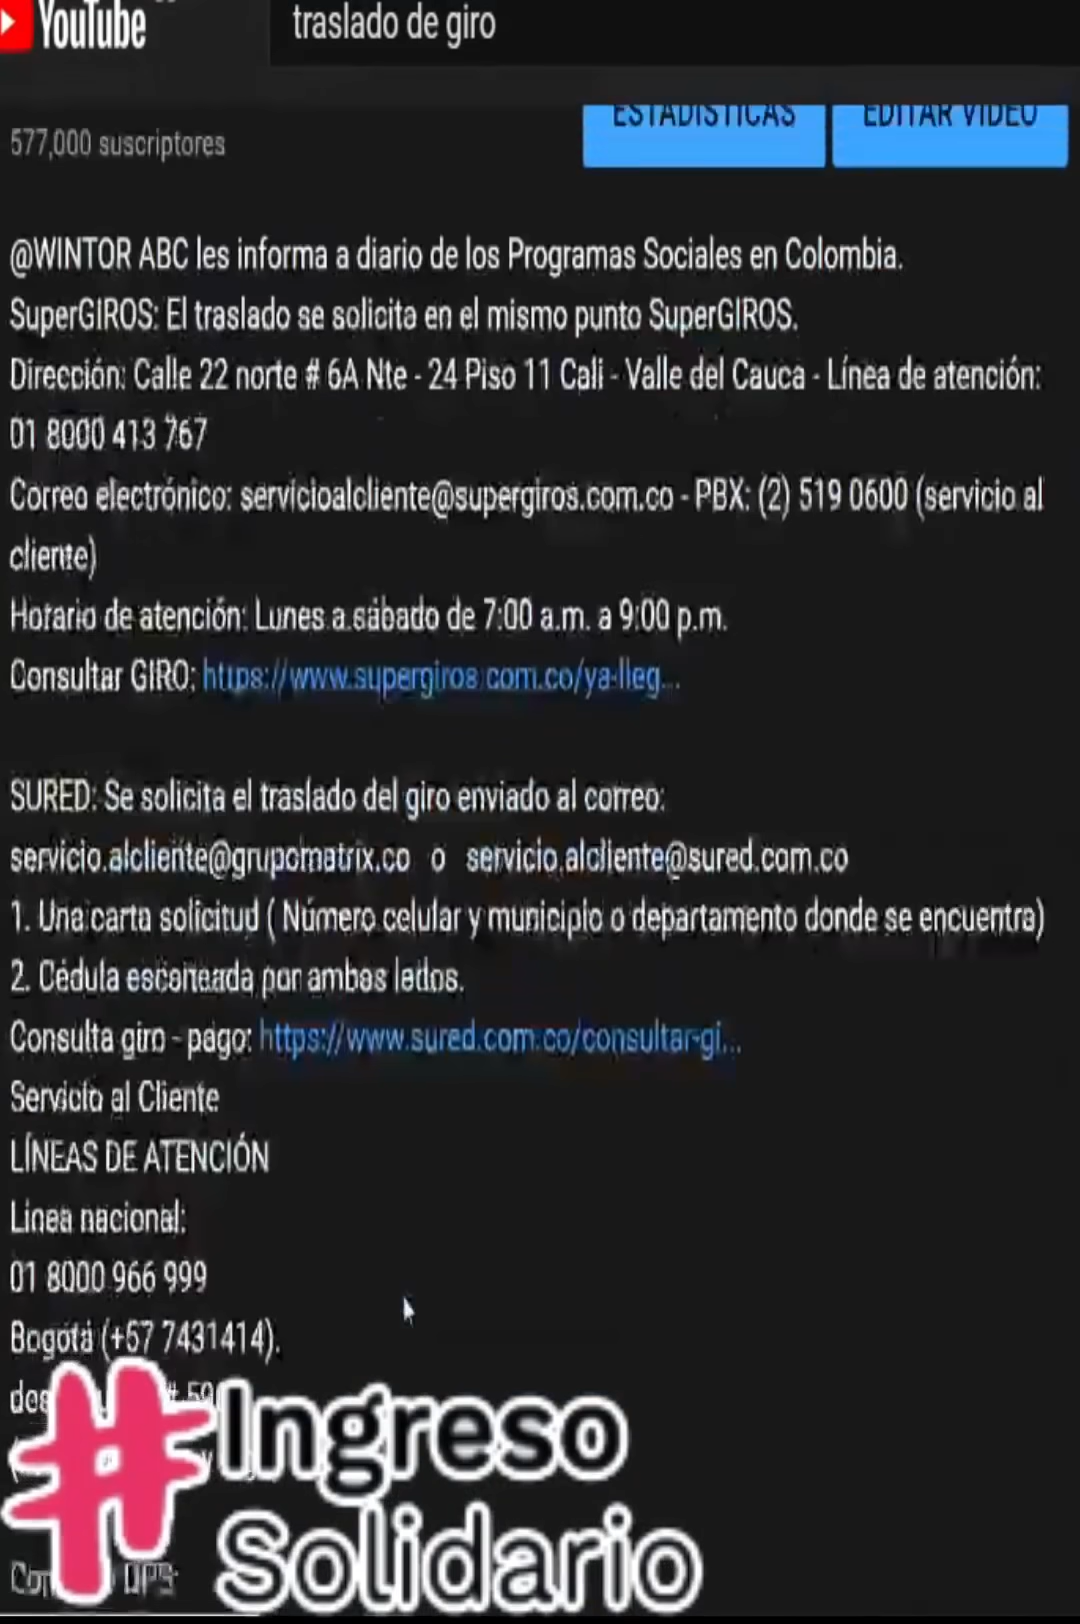 YouTube
traslado de giro
577,000 suscriptores
ESTADÍSTICAS
EDITAR VIDEO
@WINTOR ABC les informa a diario de los Programas Sociales en Colombia.
SuperGIROS: El traslado se solicita en el mismo punto SuperGIROS.
Dirección: Calle 22 norte # 6A Nte - 24 Piso 11 Cali - Valle del Cauca - Línea de atención:
01 8000 413 767
Correo electrónico: servicioalcliente@supergiros.com.co - PBX: (2) 519 0600 (servicio al
cliente)
Horario de atención: Lunes a sábado de 7:00 a.m. a 9:00 p.m.
Consultar GIRO: https://www.supergiros.com.co/ya-lleg...
SURED: Se solicita el traslado del giro enviado al correo:
servicio.alcliente@grupomatrix.co o servicio.alcliente@sured.com.co
1. Una carta solicitud ( Número celular y municipio o departamento donde se encuentra)
2. Cédula escaneada por ambos lados.
Consulta giro - pago: https://www.sured.com.co/consultar-gi...
Servicio al Cliente
LÍNEAS DE ATENCIÓN
Linea nacional:
01 8000 966 999
Bogotá (+57 7431414).
#Ingreso
Solidario
DPS: